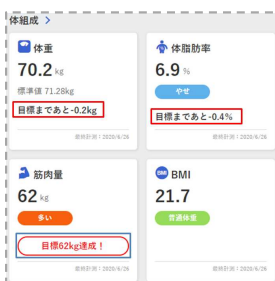 体組成 >
体重
70.2 kg
標準値 71.28kg
目標まであと-0.2kg
最終計測：2020/6/26
体脂肪率
6.9 %
やせ
目標まであと-0.4%
最終計測：2020/6/26
筋肉量
62 kg
多い
目標62kg達成！
最終計測：2020/6/26
BMI
BMI
21.7
普通体重
最終計測：2020/6/26